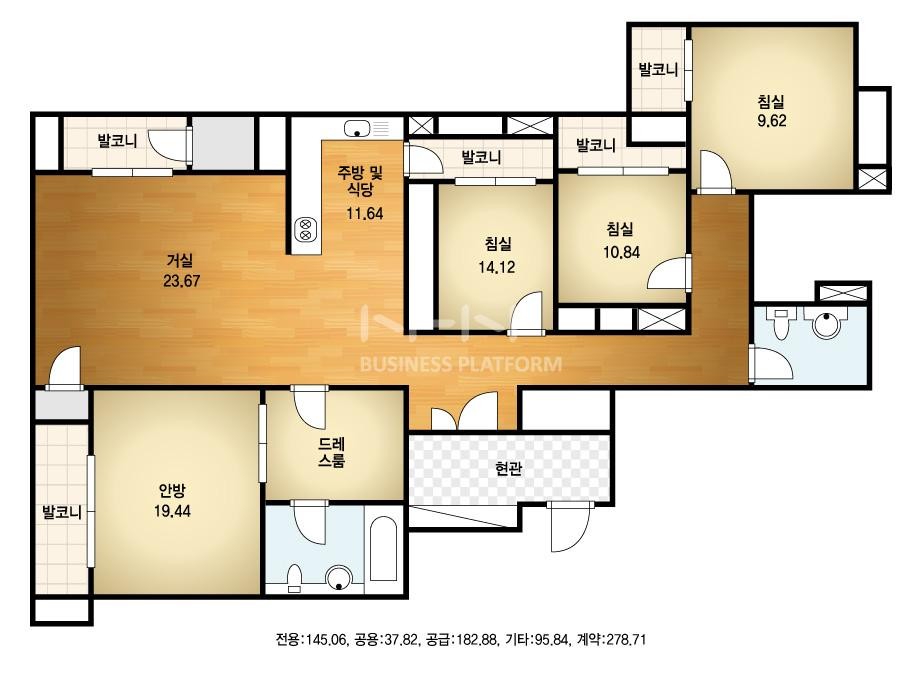 발코니
침실
9.62
발코니
발코니
발코니
주방 및
식당
11.64
침실
14.12
침실
10.84
거실
23.67
BUSINESS PLATFORM
드레
스룸
현관
안방
19.44
발코니
전용:145.06, 공용:37.82, 공급:182.88, 기타:95.84, 계약:278.71